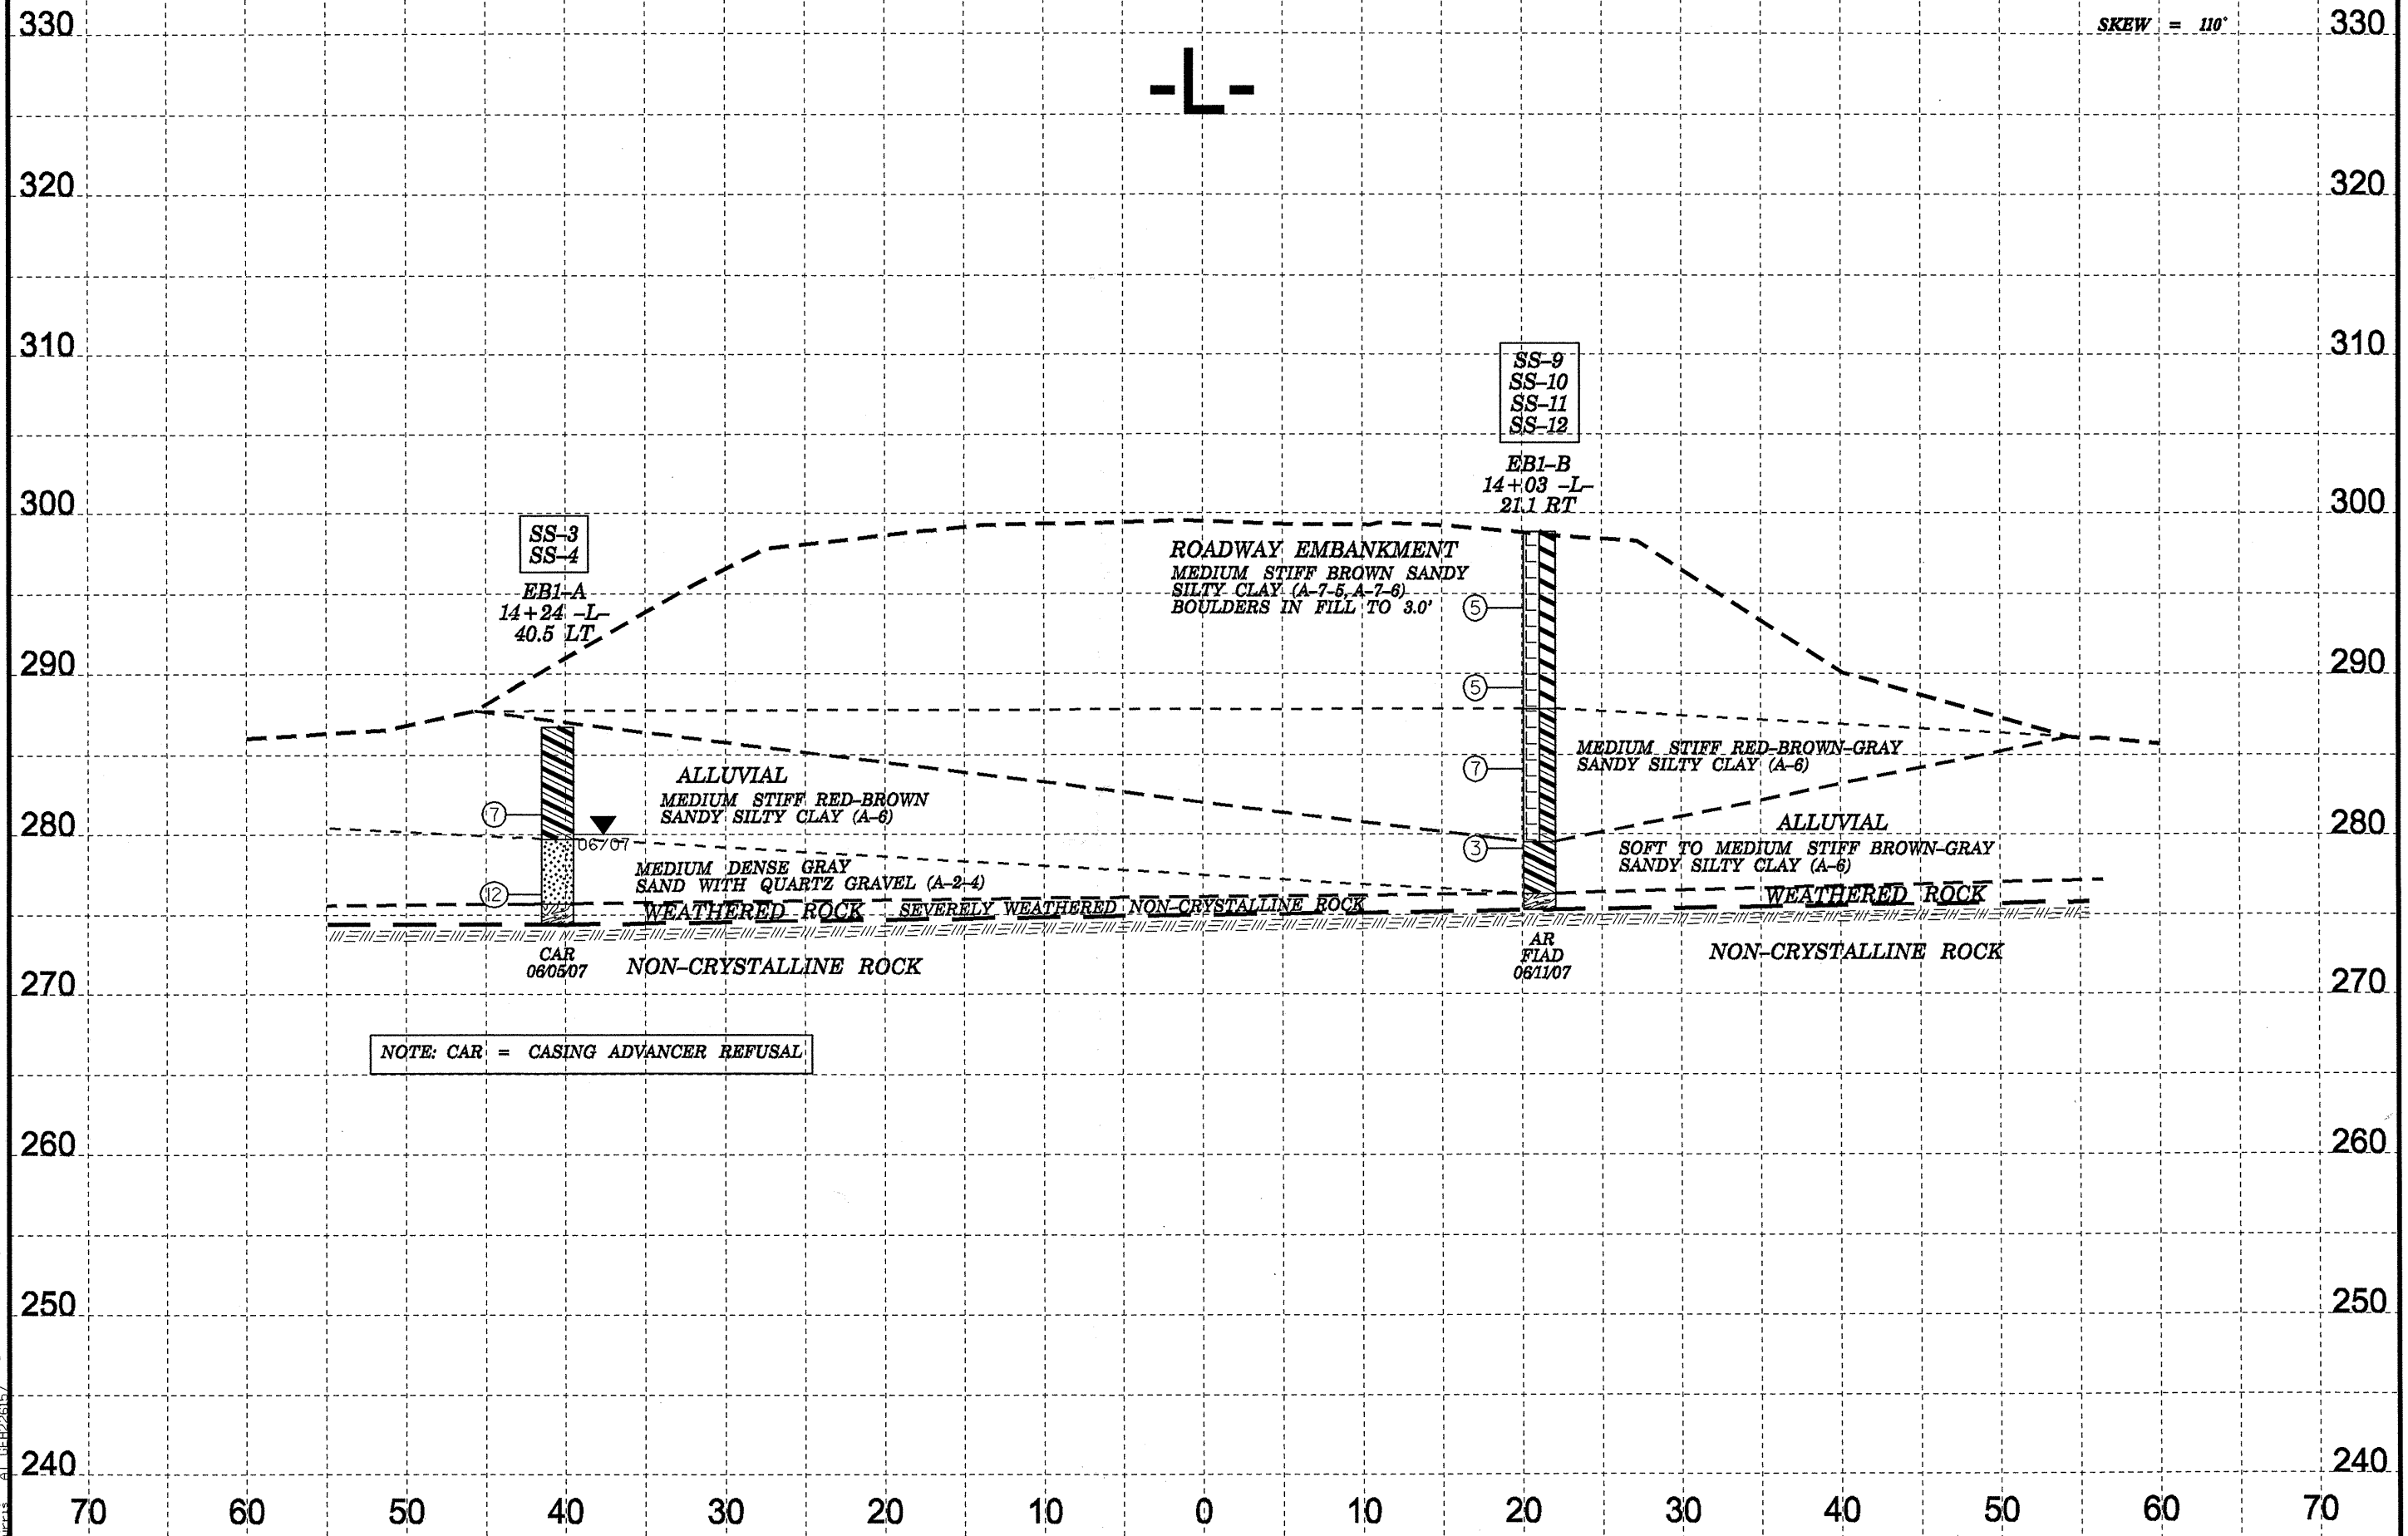 330
SKEW = 110°
330
-L-
320
320
310
310
SS-9
SS-10
SS-11
SS-12
EB1-B
14+03 -L-
21.1 RT
300
300
SS-3
SS-4
EB1-A
14+24 -L-
40.5 LT
ROADWAY EMBANKMENT
MEDIUM STIFF BROWN SANDY
SILTY CLAY (A-7-5, A-7-6)
BOULDERS IN FILL TO 3.0'
5
290
290
5
MEDIUM STIFF RED-BROWN-GRAY
SANDY SILTY CLAY (A-6)
7
ALLUVIAL
MEDIUM STIFF RED-BROWN
SANDY SILTY CLAY (A-6)
7
280
280
06/07
ALLUVIAL
SOFT TO MEDIUM STIFF BROWN-GRAY
SANDY SILTY CLAY (A-6)
3
MEDIUM DENSE GRAY
SAND WITH QUARTZ GRAVEL (A-2-4)
12
WEATHERED ROCK
SEVERELY WEATHERED NON-CRYSTALLINE ROCK
WEATHERED ROCK
CAR
06/05/07
NON-CRYSTALLINE ROCK
AR
FIAD
06/11/07
NON-CRYSTALLINE ROCK
270
270
NOTE: CAR = CASING ADVANCER REFUSAL
260
260
250
250
240
240
70 60 50 40 30 20 10 0 10 20 30 40 50 60 70